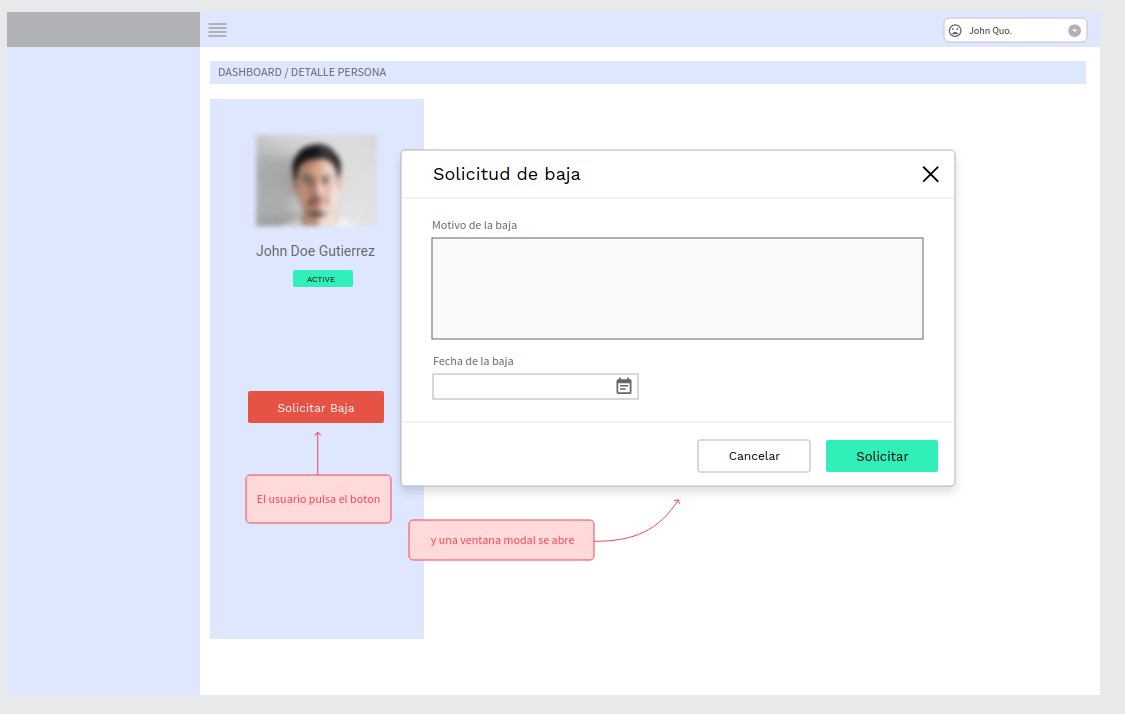 John Quo.
DASHBOARD / DETALLE PERSONA
John Doe Gutierrez
ACTIVE
Solicitar Baja
El usuario pulsa el boton
Solicitud de baja
Motivo de la baja
Fecha de la baja
Cancelar
Solicitar
y una ventana modal se abre